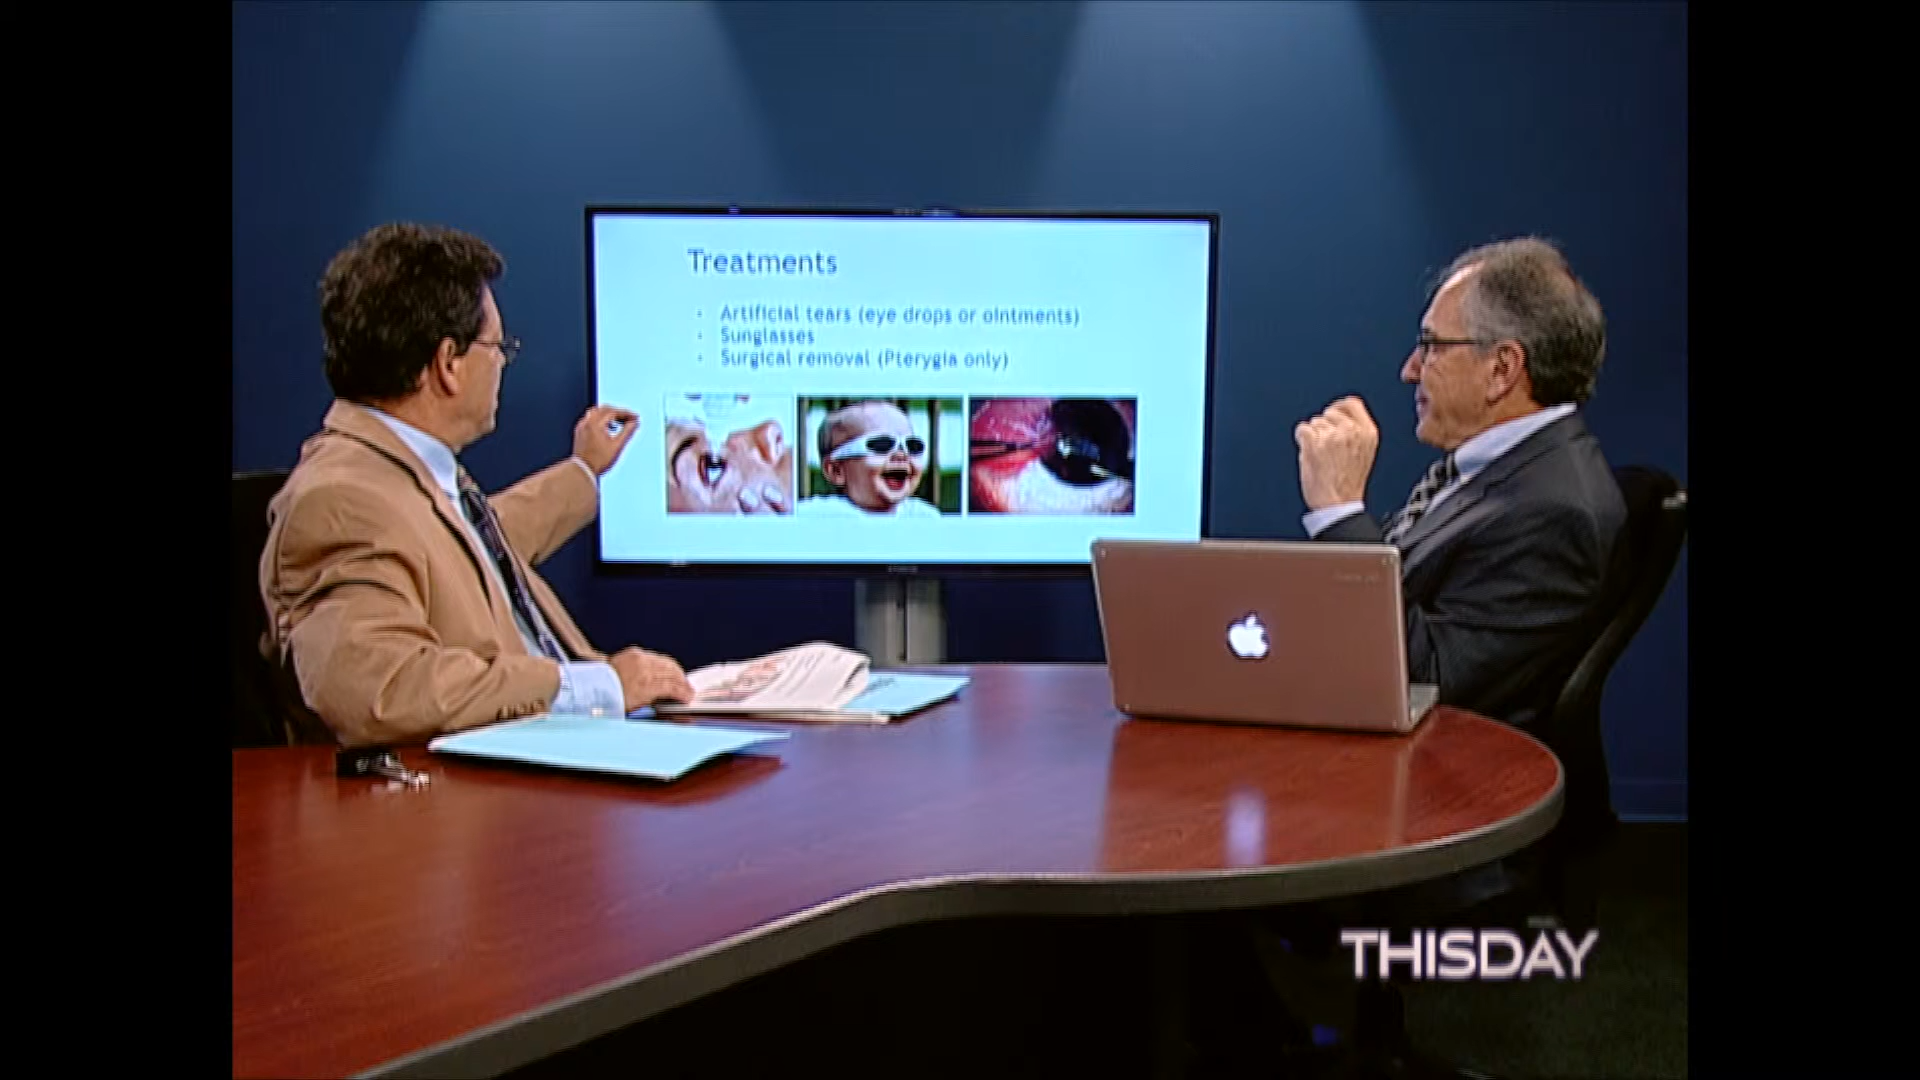 Treatments
- Artificial tears (eye drops or ointments)
- Sunglasses
- Surgical removal (Pterygia only)
THISDAY